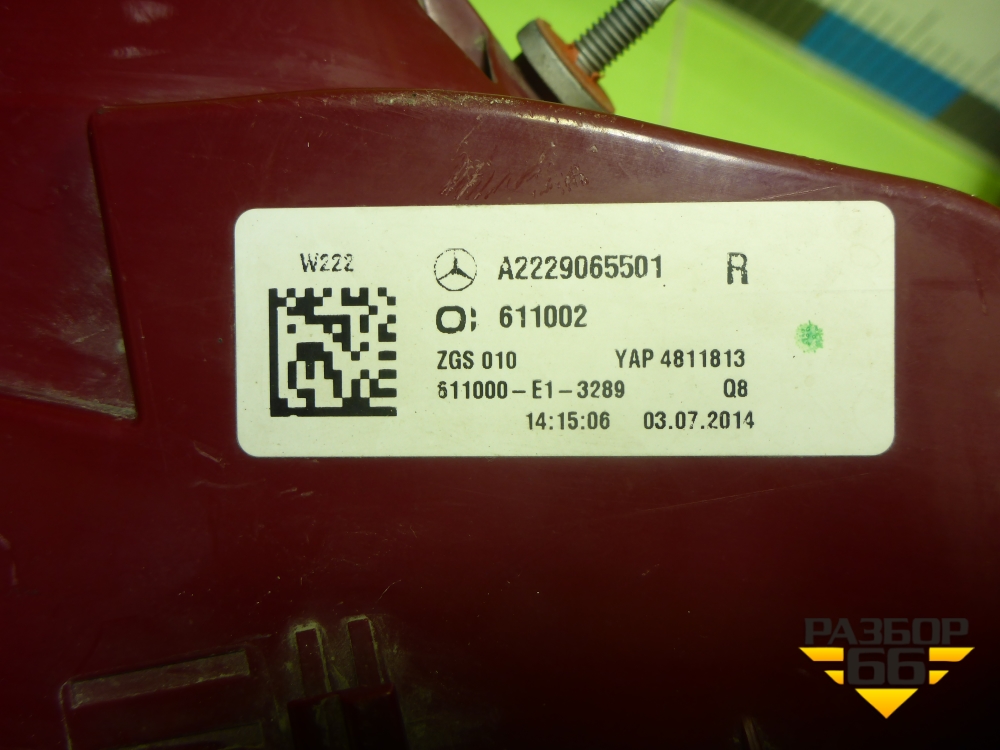 W222
A2229065501 R
611002
ZGS 010 YAP 4811813
611000-E1-3289 Q8
14:15:06 03.07.2014
РАЗБОР
66